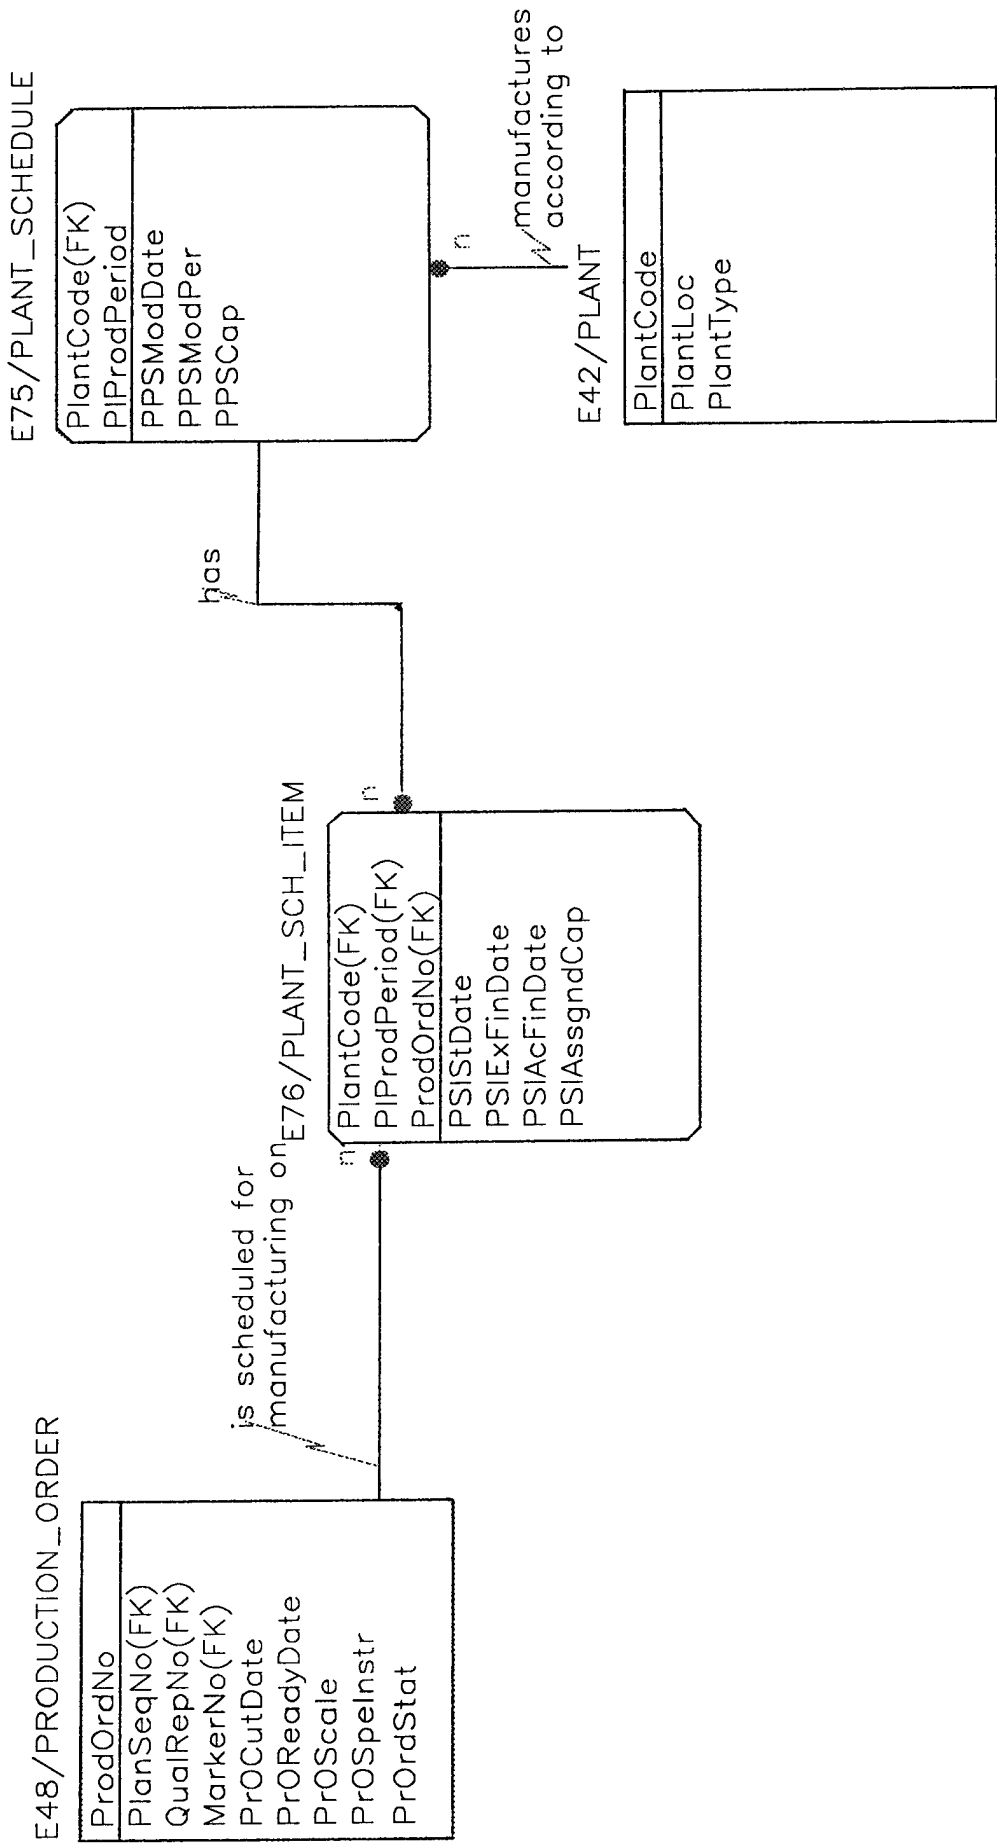 E48/PRODUCTION_ORDER
ProdOrdNo
PlanSeqNo(FK)
QualRepNo(FK)
MarkerNo(FK)
PrOCutDate
PrOReadyDate
PrOScale
PrOSpeInstr
PrOrdStat
is scheduled for
manufacturing on
n
E76/PLANT_SCH_ITEM
PlantCode(FK)
PlProdPeriod(FK)
ProdOrdNo(FK)
PSIStDate
PSIExFinDate
PSIAcFinDate
PSIAssgndCap
n
has
E75/PLANT_SCHEDULE
PlantCode(FK)
PlProdPeriod
PPSModDate
PPSModPer
PPSCap
n
manufactures
according to
E42/PLANT
PlantCode
PlantLoc
PlantType